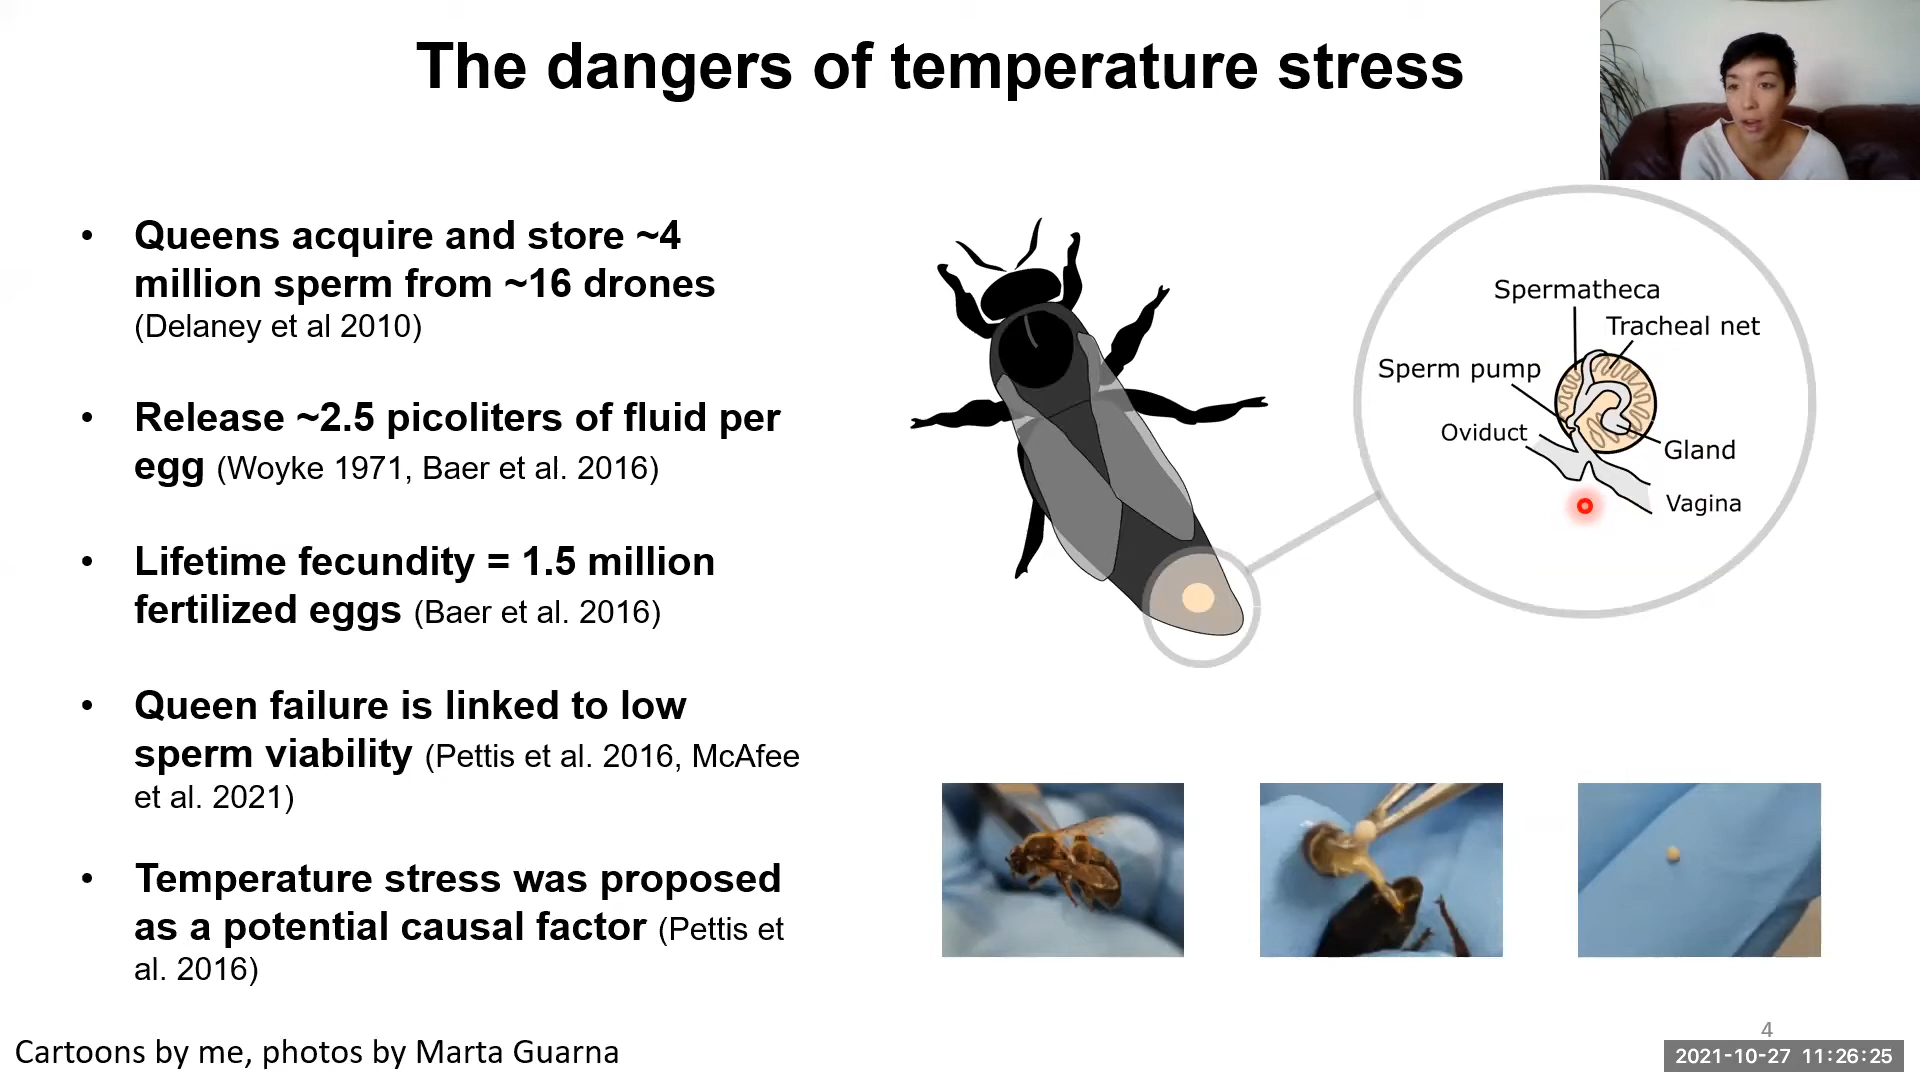 The dangers of temperature stress
• Queens acquire and store ~4
million sperm from ~16 drones
(Delaney et al 2010)
• Release ~2.5 picoliters of fluid per
egg (Woyke 1971, Baer et al. 2016)
• Lifetime fecundity = 1.5 million
fertilized eggs (Baer et al. 2016)
• Queen failure is linked to low
sperm viability (Pettis et al. 2016, McAfee
et al. 2021)
• Temperature stress was proposed
as a potential causal factor (Pettis et
al. 2016)
Spermatheca
Tracheal net
Sperm pump
Oviduct
Gland
Vagina
Cartoons by me, photos by Marta Guarna
4
2021-10-27 11:26:25